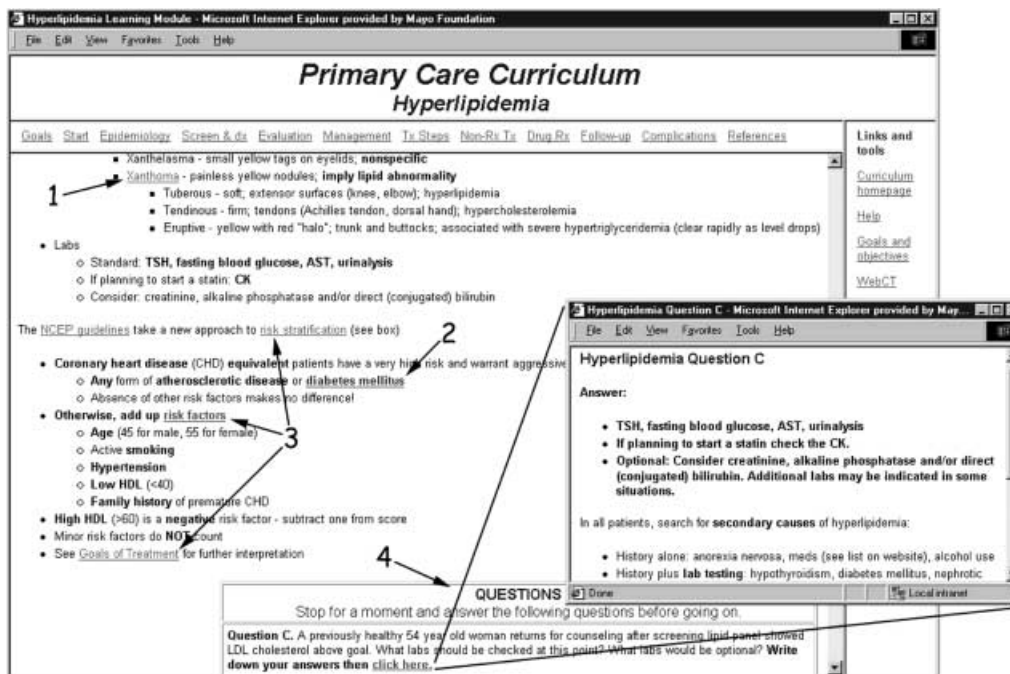 Hyperlipidemia Learning Module - Microsoft Internet Explorer provided by Mayo Foundation
File Edit View Favorites Tools Help
Primary Care Curriculum
Hyperlipidemia
Goals Start Epidemiology Screen & dx Evaluation Management Tx Steps Non-Rx Tx Drug Rx Follow-up Complications References
Xanthelasma - small yellow tags on eyelids; nonspecific
1
Xanthoma - painless yellow nodules; imply lipid abnormality
Tuberous - soft; extensor surfaces (knee, elbow); hyperlipidemia
Tendinous - firm; tendons (Achilles tendon, dorsal hand); hypercholesterolemia
Eruptive - yellow with red "halo"; trunk and buttocks; associated with severe hypertriglyceridemia (clear rapidly as level drops)
Labs
Standard: TSH, fasting blood glucose, AST, urinalysis
If planning to start a statin: CK
Consider: creatinine, alkaline phosphatase and/or direct (conjugated) bilirubin
The NCEP guidelines take a new approach to risk stratification (see box)
2
Coronary heart disease (CHD) equivalent patients have a very high risk and warrant aggressive
Any form of atherosclerotic disease or diabetes mellitus
Absence of other risk factors makes no difference!
Otherwise, add up risk factors
3
Age (45 for male, 55 for female)
Active smoking
Hypertension
Low HDL (<40)
Family history of premature CHD
High HDL (>60) is a negative risk factor - subtract one from score
Minor risk factors do NOT count
See Goals of Treatment for further interpretation
4
QUESTIONS
Stop for a moment and answer the following questions before going on.
Question C. A previously healthy 54 year old woman returns for counseling after screening lipid panel showed
LDL cholesterol above goal. What labs should be checked at this point? What labs would be optional? Write
down your answers then click here.
Links and
tools
Curriculum
homepage
Help
Goals and
objectives
WebCT
Hyperlipidemia Question C - Microsoft Internet Explorer provided by May...
File Edit View Favorites Tools Help
Hyperlipidemia Question C
Answer:
TSH, fasting blood glucose, AST, urinalysis
If planning to start a statin check the CK.
Optional: Consider creatinine, alkaline phosphatase and/or direct
(conjugated) bilirubin. Additional labs may be indicated in some
situations.
In all patients, search for secondary causes of hyperlipidemia:
History alone: anorexia nervosa, meds (see list on website), alcohol use
History plus lab testing: hypothyroidism, diabetes mellitus, nephrotic
Done
Local intranet